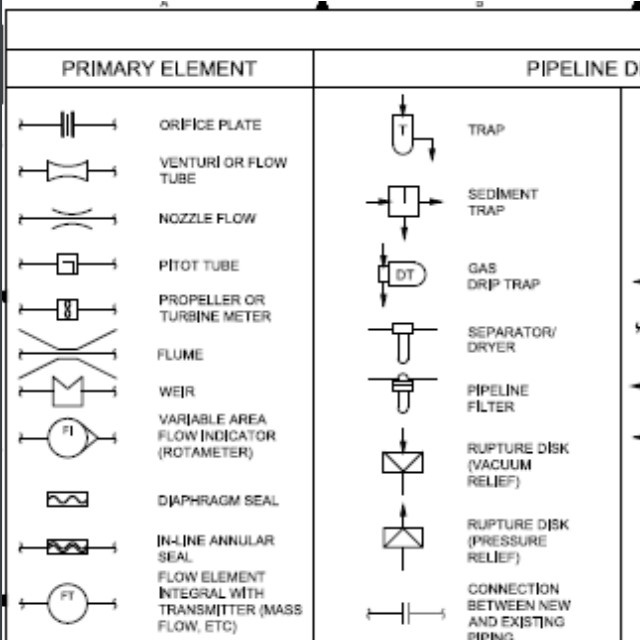 A
B
PRIMARY ELEMENT
PIPELINE D
ORIFICE PLATE
VENTURI OR FLOW
TUBE
NOZZLE FLOW
PITOT TUBE
PROPELLER OR
TURBINE METER
FLUME
WEIR
FI
VARIABLE AREA
FLOW INDICATOR
(ROTAMETER)
DIAPHRAGM SEAL
IN-LINE ANNULAR
SEAL
FT
FLOW ELEMENT
INTEGRAL WITH
TRANSMITTER (MASS
FLOW, ETC)
T
TRAP
SEDIMENT
TRAP
DT
GAS
DRIP TRAP
SEPARATOR/
DRYER
PIPELINE
FILTER
RUPTURE DISK
(VACUUM
RELIEF)
RUPTURE DISK
(PRESSURE
RELIEF)
CONNECTION
BETWEEN NEW
AND EXISTING
PIPING